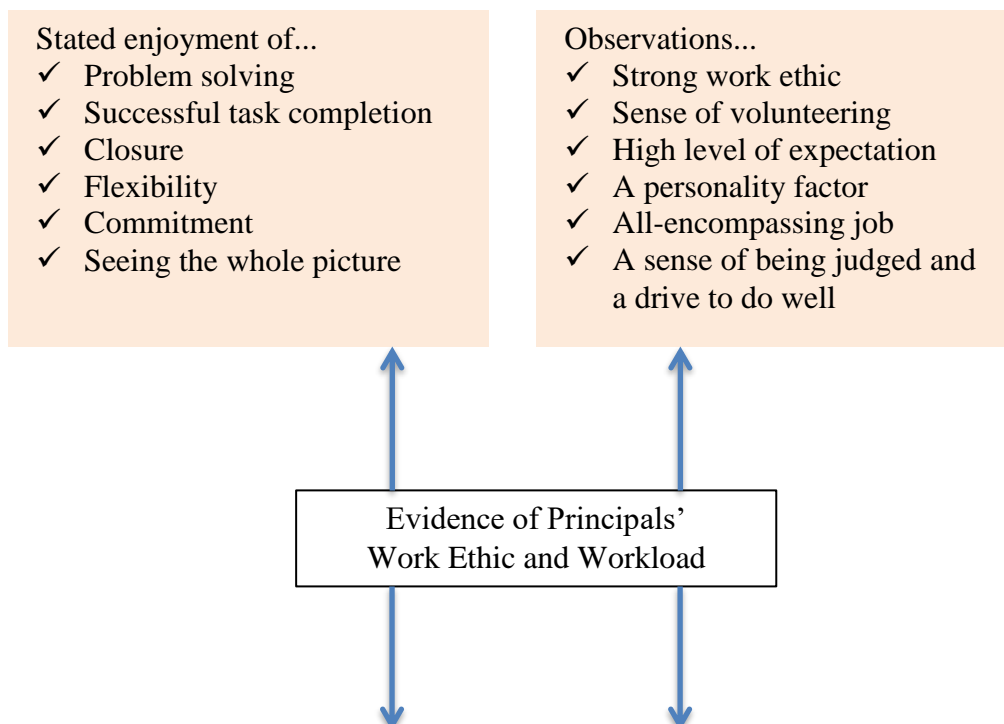 Stated enjoyment of...
✓ Problem solving
✓ Successful task completion
✓ Closure
✓ Flexibility
✓ Commitment
✓ Seeing the whole picture
Observations...
✓ Strong work ethic
✓ Sense of volunteering
✓ High level of expectation
✓ A personality factor
✓ All-encompassing job
✓ A sense of being judged and
a drive to do well
Evidence of Principals’
Work Ethic and Workload